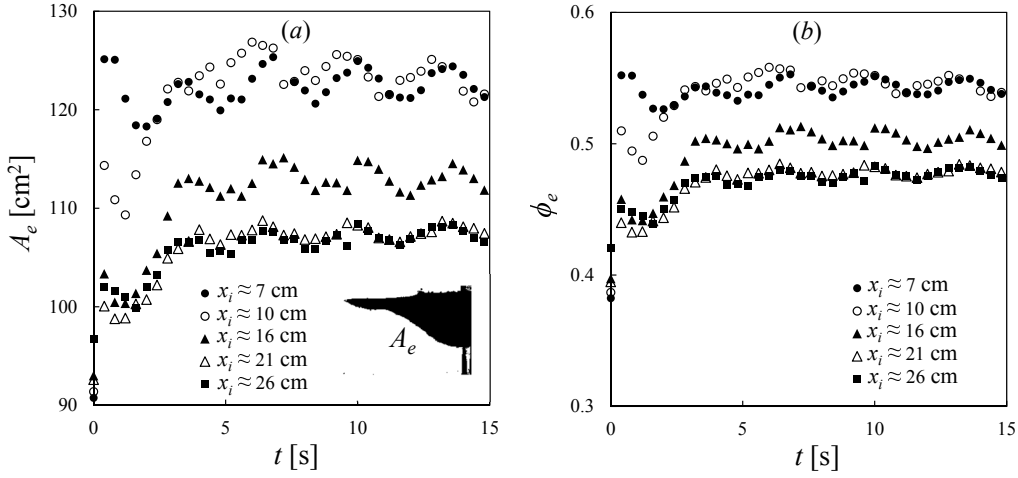 130
(a)
120
110
100
90
A_e [cm²]
x_i ≈ 7 cm
x_i ≈ 10 cm
x_i ≈ 16 cm
x_i ≈ 21 cm
x_i ≈ 26 cm
A_e
0 5 10 15
t [s]
0.6
(b)
0.5
0.4
0.3
ϕ_e
x_i ≈ 7 cm
x_i ≈ 10 cm
x_i ≈ 16 cm
x_i ≈ 21 cm
x_i ≈ 26 cm
0 5 10 15
t [s]